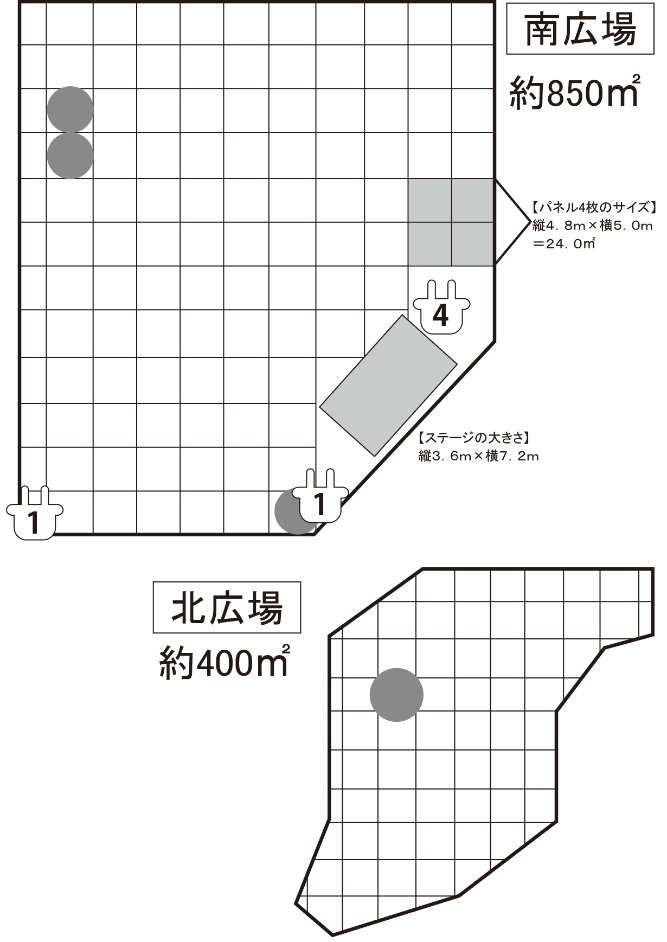 南広場
約850㎡
【パネル4枚のサイズ】
縦4.8m×横5.0m
=24.0㎡
4
【ステージの大きさ】
縦3.6m×横7.2m
1
1
北広場
約400㎡